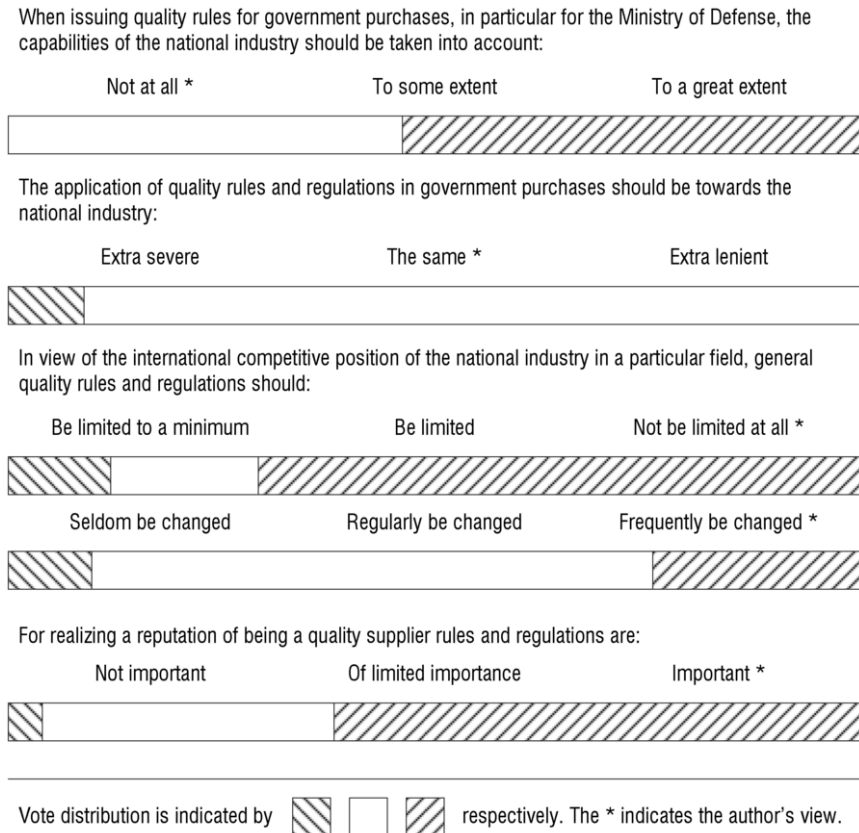 When issuing quality rules for government purchases, in particular for the Ministry of Defense, the
capabilities of the national industry should be taken into account:
Not at all * To some extent To a great extent
The application of quality rules and regulations in government purchases should be towards the
national industry:
Extra severe The same * Extra lenient
In view of the international competitive position of the national industry in a particular field, general
quality rules and regulations should:
Be limited to a minimum Be limited Not be limited at all *
Seldom be changed Regularly be changed Frequently be changed *
For realizing a reputation of being a quality supplier rules and regulations are:
Not important Of limited importance Important *
Vote distribution is indicated by respectively. The * indicates the author's view.